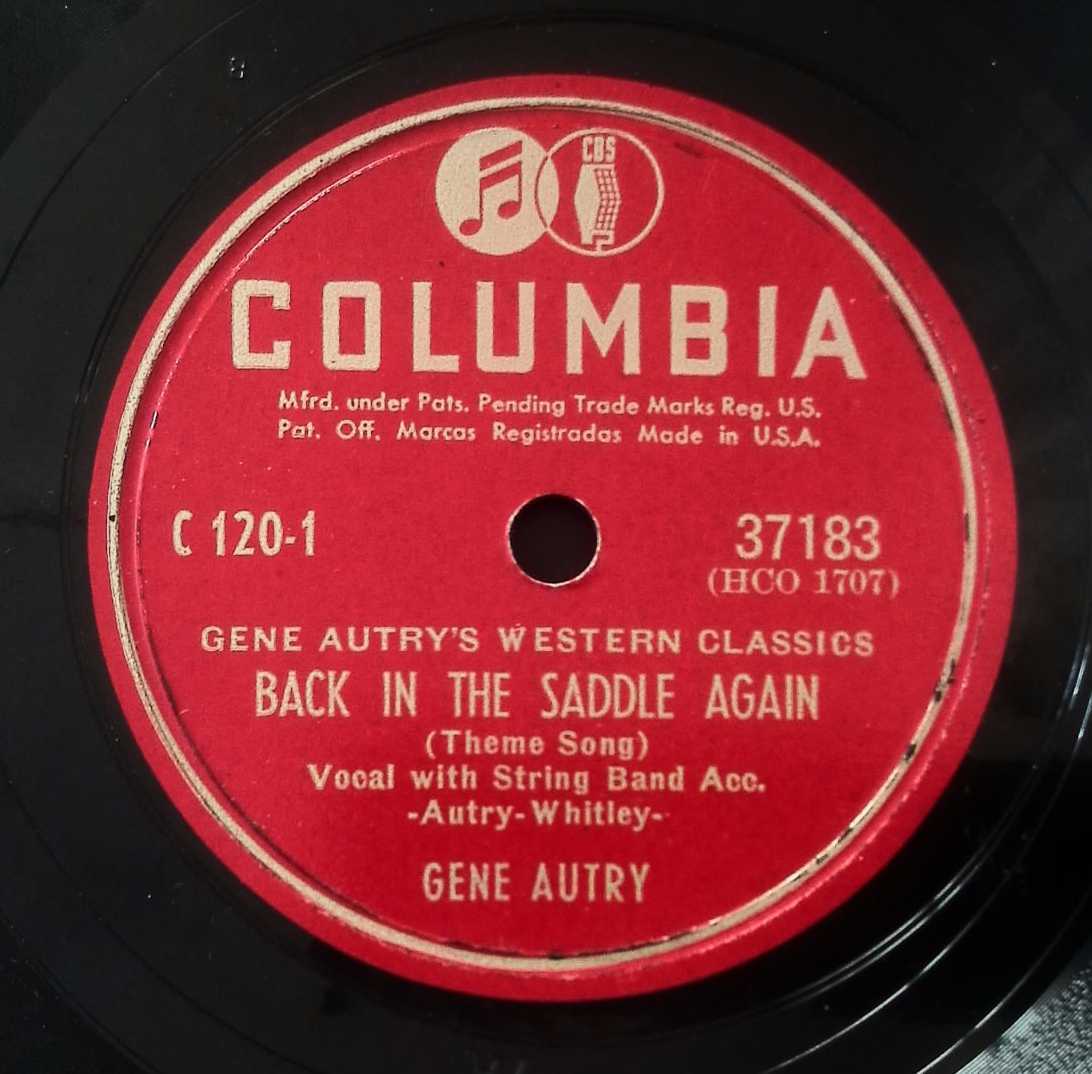 CBS
COLUMBIA
Mfrd. under Pats. Pending Trade Marks Reg. U.S.
Pat. Off. Marcas Registradas Made in U.S.A.
C 120-1
37183
(HCO 1707)
GENE AUTRY'S WESTERN CLASSICS
BACK IN THE SADDLE AGAIN
(Theme Song)
Vocal with String Band Acc.
-Autry-Whitley-
GENE AUTRY